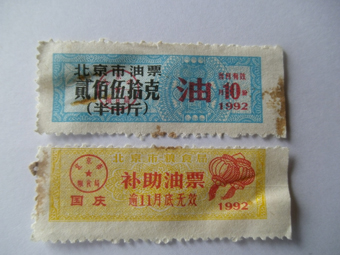 北京市油票
贰佰伍拾克
(半市斤)
油
10
1992
北京市粮食局
补助油票
逾11月底无效
国庆
1992